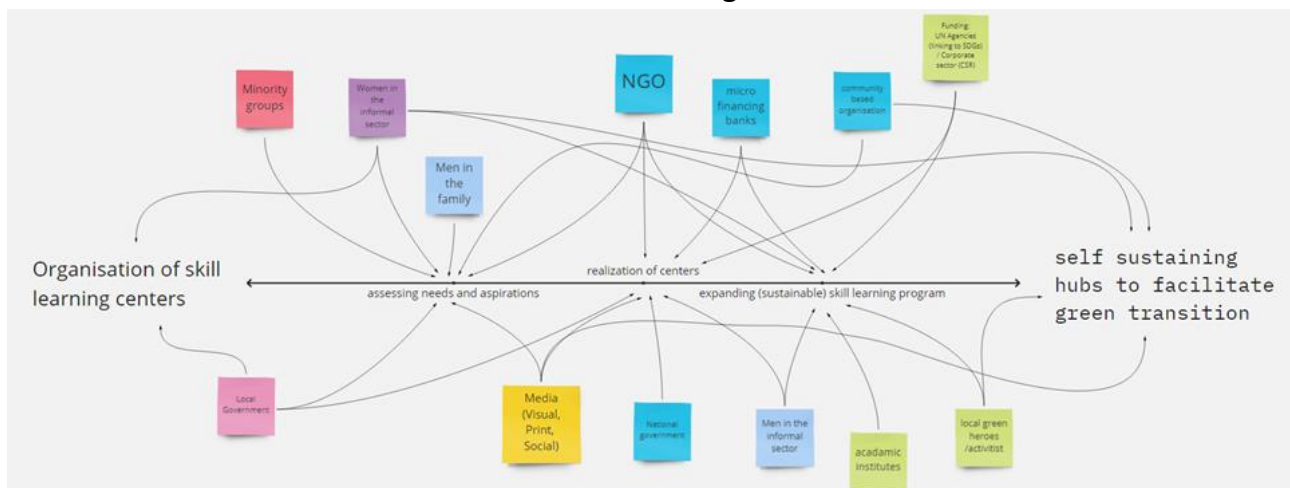 Funding:
UN Agencies
(linking to SDGs)
/ Corporate
sector (CSR)
Minority
groups
Women in
the
informal
sector
NGO
micro
financing
banks
community
based
organisation
Men in
the
family
Organisation of skill
learning centers
realization of centers
assessing needs and aspirations
expanding (sustainable) skill learning program
self sustaining
hubs to facilitate
green transition
Local
Government
Media
(Visual,
Print,
Social)
National
government
Men in the
informal
sector
acadamic
institutes
local green
heroes
/activitist